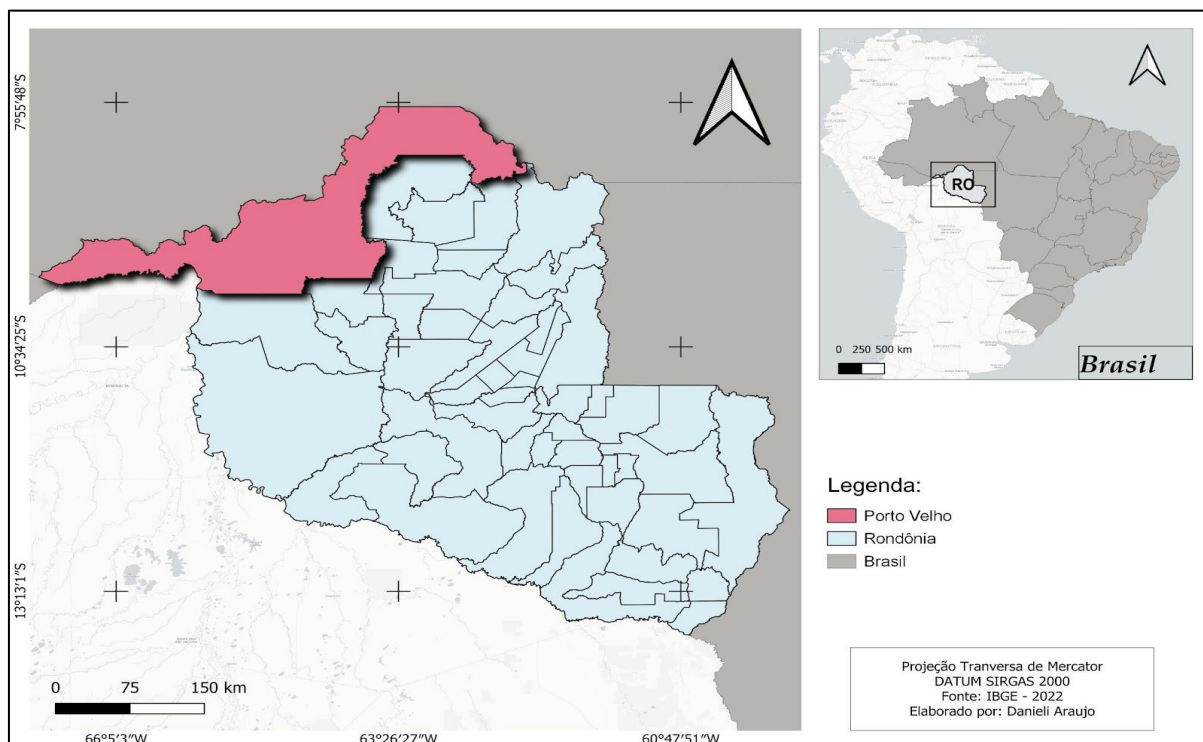 7°55'48"S
10°34'25"S
13°13'1"S
0 75 150 km
66°5'3"W
63°26'27"W
60°47'51"W
RO
0 250 500 km
Brasil
Legenda:
Porto Velho
Rondônia
Brasil
Projeção Tranversa de Mercator
DATUM SIRGAS 2000
Fonte: IBGE - 2022
Elaborado por: Danieli Araujo